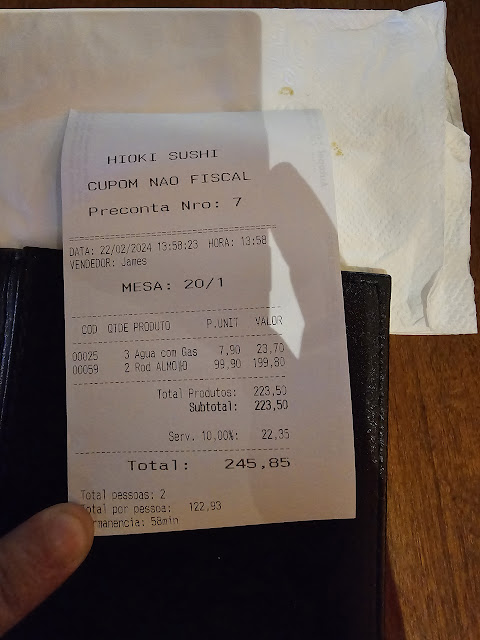 HIOKI SUSHI
CUPOM NAO FISCAL
Preconta Nro: 7
DATA: 22/02/2024 13:58:23 HORA: 13:58
VENDEDOR: James
MESA: 20/1
COD QTDE PRODUTO P.UNIT VALOR
00025 3 Agua com Gas 7,90 23,70
00059 2 Rod 99,90 199,80
Total Produtos: 223,50
Subtotal: 223,50
Serv. 10,00%: 22,35
Total: 245,85
Total pessoas: 2
Total por pessoa: 122,93
rmanencia: 58min